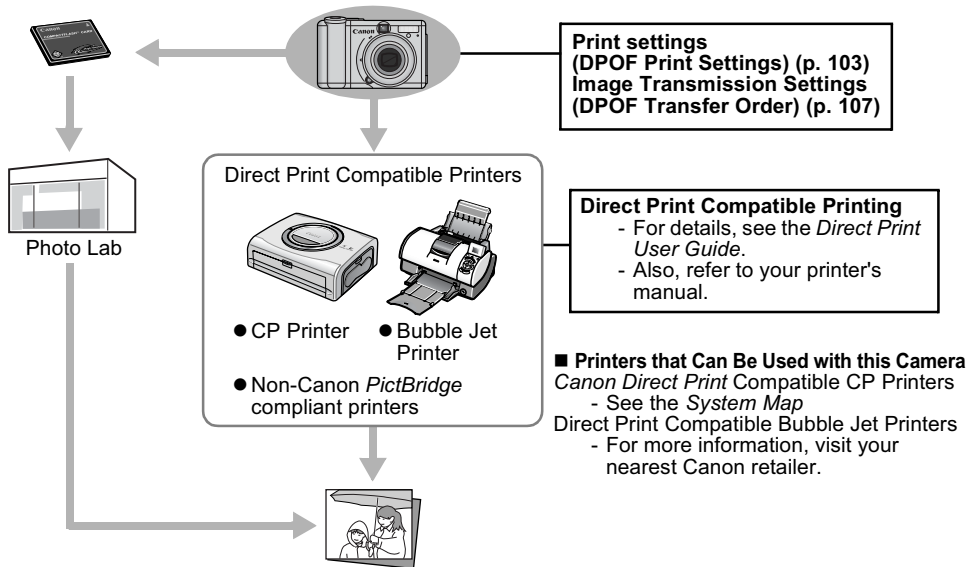 Canon
COMPACTFLASH CARD
Canon
Print settings
(DPOF Print Settings) (p. 103)
Image Transmission Settings
(DPOF Transfer Order) (p. 107)
Photo Lab
Direct Print Compatible Printers
● CP Printer
● Bubble Jet
Printer
● Non-Canon PictBridge
compliant printers
Direct Print Compatible Printing
- For details, see the Direct Print
User Guide.
- Also, refer to your printer's
manual.
■ Printers that Can Be Used with this Camera
Canon Direct Print Compatible CP Printers
- See the System Map
Direct Print Compatible Bubble Jet Printers
- For more information, visit your
nearest Canon retailer.